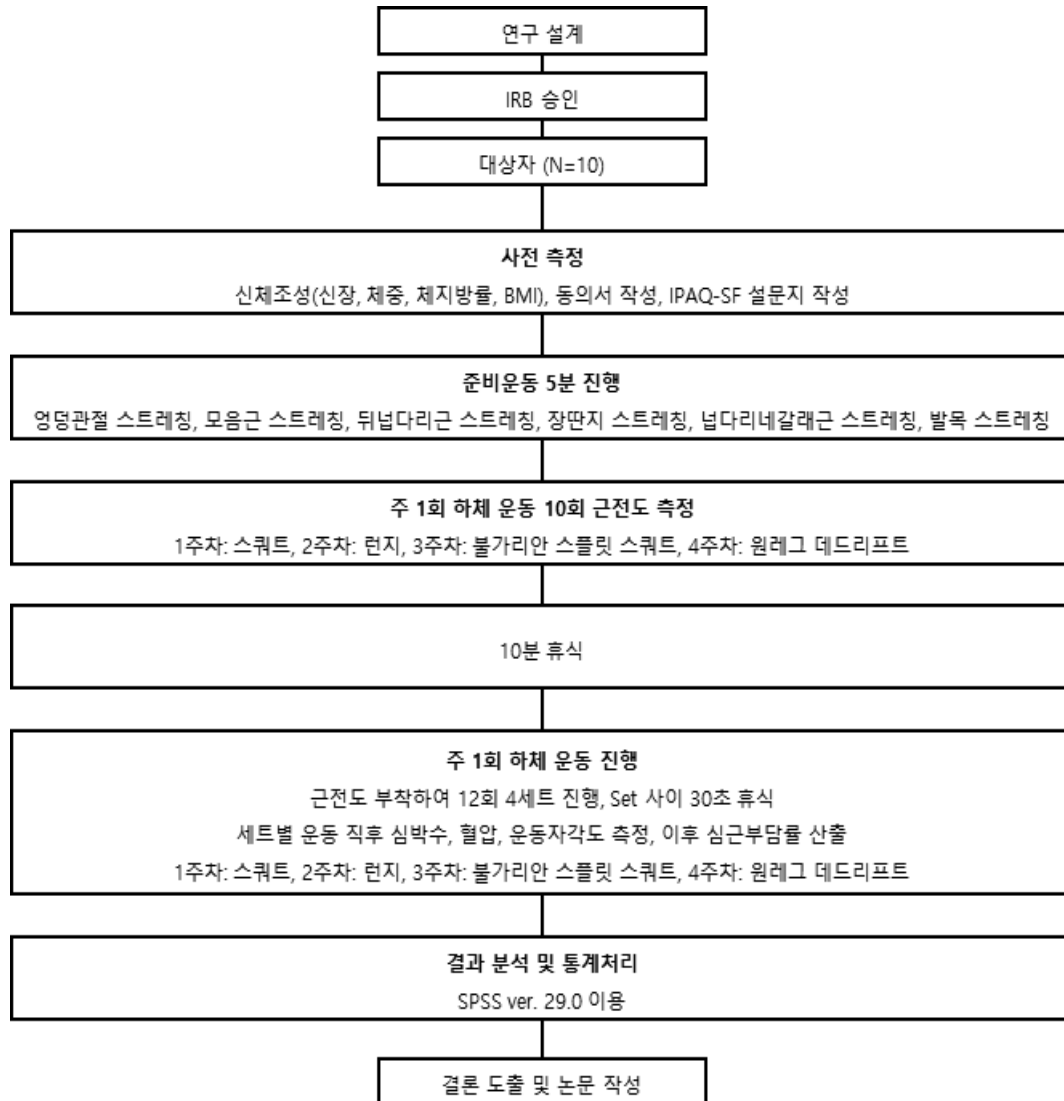 연구 설계
IRB 승인
대상자 (N=10)
사전 측정
신체조성(신장, 체중, 체지방률, BMI), 동의서 작성, IPAQ-SF 설문지 작성
준비운동 5분 진행
엉덩관절 스트레칭, 모음근 스트레칭, 뒤넙다리근 스트레칭, 장딴지 스트레칭, 넙다리네갈래근 스트레칭, 발목 스트레칭
주 1회 하체 운동 10회 근전도 측정
1주차: 스쿼트, 2주차: 런지, 3주차: 불가리안 스플릿 스쿼트, 4주차: 원레그 데드리프트
10분 휴식
주 1회 하체 운동 진행
근전도 부착하여 12회 4세트 진행, Set 사이 30초 휴식
세트별 운동 직후 심박수, 혈압, 운동자각도 측정, 이후 심근부담률 산출
1주차: 스쿼트, 2주차: 런지, 3주차: 불가리안 스플릿 스쿼트, 4주차: 원레그 데드리프트
결과 분석 및 통계처리
SPSS ver. 29.0 이용
결론 도출 및 논문 작성